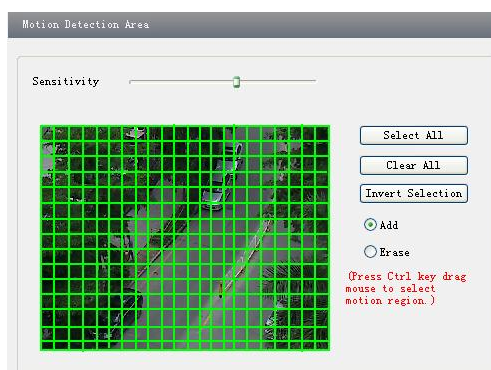 Motion Detection Area
Sensitivity
Select All
Clear All
Invert Selection
Add
Erase
(Press Ctrl key drag
mouse to select
motion region.)